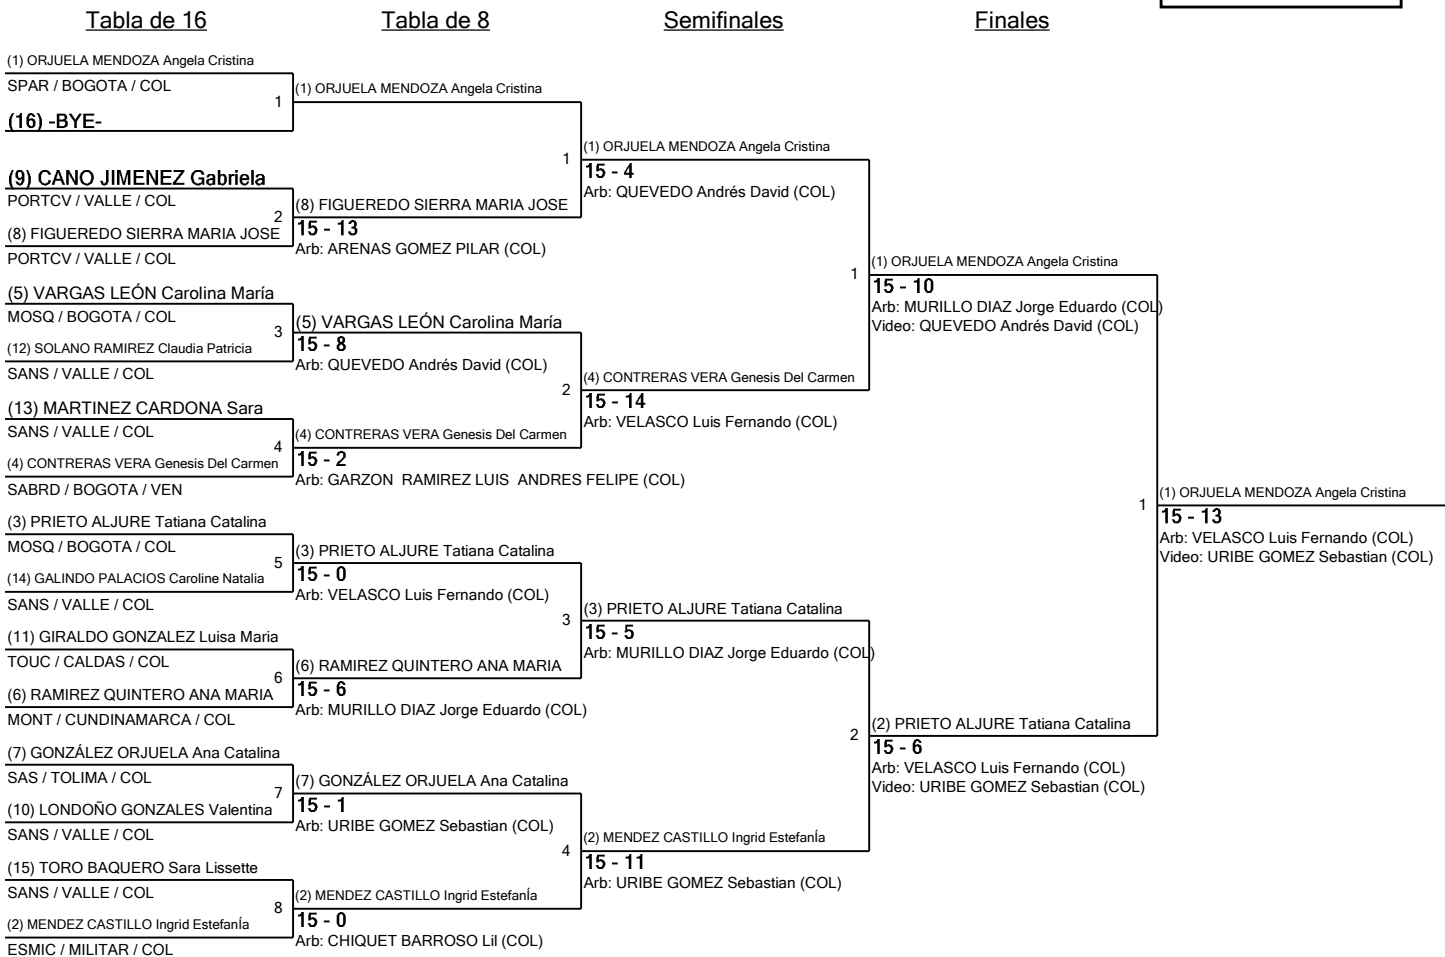 Tabla de 16
Tabla de 8
Semifinales
Finales
(1) ORJUELA MENDOZA Angela Cristina
SPAR / BOGOTA / COL
1
(16) -BYE-
(9) CANO JIMENEZ Gabriela
PORTCV / VALLE / COL
2
(8) FIGUEREDO SIERRA MARIA JOSE
PORTCV / VALLE / COL
(5) VARGAS LEÓN Carolina María
MOSQ / BOGOTA / COL
3
(12) SOLANO RAMIREZ Claudia Patricia
SANS / VALLE / COL
(13) MARTINEZ CARDONA Sara
SANS / VALLE / COL
4
(4) CONTRERAS VERA Genesis Del Carmen
SABRD / BOGOTA / VEN
(3) PRIETO ALJURE Tatiana Catalina
MOSQ / BOGOTA / COL
5
(14) GALINDO PALACIOS Caroline Natalia
SANS / VALLE / COL
(11) GIRALDO GONZALEZ Luisa Maria
TOUC / CALDAS / COL
6
(6) RAMIREZ QUINTERO ANA MARIA
MONT / CUNDINAMARCA / COL
(7) GONZÁLEZ ORJUELA Ana Catalina
SAS / TOLIMA / COL
7
(10) LONDOÑO GONZALES Valentina
SANS / VALLE / COL
(15) TORO BAQUERO Sara Lissette
SANS / VALLE / COL
8
(2) MENDEZ CASTILLO Ingrid EstefanÍa
ESMIC / MILITAR / COL
(1) ORJUELA MENDOZA Angela Cristina
1
(8) FIGUEREDO SIERRA MARIA JOSE
15 - 13
Arb: ARENAS GOMEZ PILAR (COL)
(5) VARGAS LEÓN Carolina María
15 - 8
Arb: QUEVEDO Andrés David (COL)
2
(4) CONTRERAS VERA Genesis Del Carmen
15 - 2
Arb: GARZON  RAMIREZ LUIS  ANDRES FELIPE (COL)
(3) PRIETO ALJURE Tatiana Catalina
15 - 0
Arb: VELASCO Luis Fernando (COL)
3
(6) RAMIREZ QUINTERO ANA MARIA
15 - 6
Arb: MURILLO DIAZ Jorge Eduardo (COL)
(7) GONZÁLEZ ORJUELA Ana Catalina
15 - 1
Arb: URIBE GOMEZ Sebastian (COL)
4
(2) MENDEZ CASTILLO Ingrid EstefanÍa
15 - 0
Arb: CHIQUET BARROSO Lil (COL)
(1) ORJUELA MENDOZA Angela Cristina
15 - 4
Arb: QUEVEDO Andrés David (COL)
1
(4) CONTRERAS VERA Genesis Del Carmen
15 - 14
Arb: VELASCO Luis Fernando (COL)
(3) PRIETO ALJURE Tatiana Catalina
15 - 5
Arb: MURILLO DIAZ Jorge Eduardo (COL)
2
(2) MENDEZ CASTILLO Ingrid EstefanÍa
15 - 11
Arb: URIBE GOMEZ Sebastian (COL)
(1) ORJUELA MENDOZA Angela Cristina
15 - 10
Arb: MURILLO DIAZ Jorge Eduardo (COL)
Video: QUEVEDO Andrés David (COL)
1
(2) PRIETO ALJURE Tatiana Catalina
15 - 6
Arb: VELASCO Luis Fernando (COL)
Video: URIBE GOMEZ Sebastian (COL)
(1) ORJUELA MENDOZA Angela Cristina
15 - 13
Arb: VELASCO Luis Fernando (COL)
Video: URIBE GOMEZ Sebastian (COL)